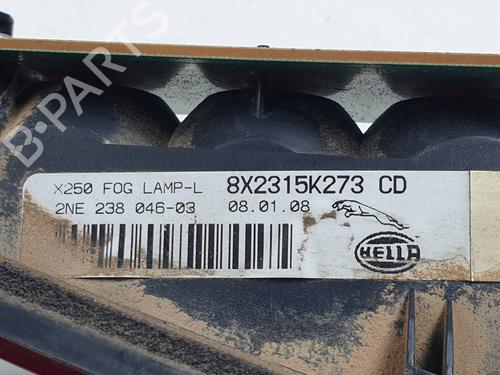 B-PARTS
X250 FOG LAMP-L 8X2315K273 CD
2NE 238 046-03 08.01.08
HELLA